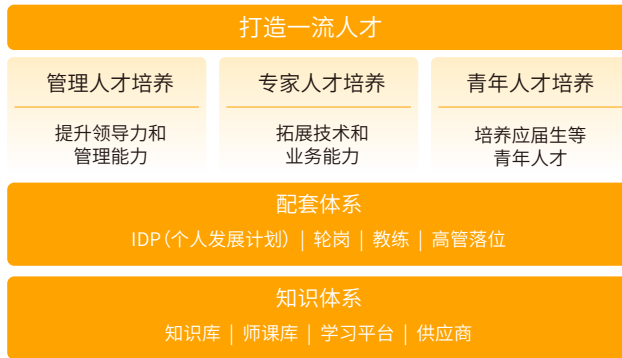 打造一流人才
管理人才培养
提升领导力和
管理能力
专家人才培养
拓展技术和
业务能力
青年人才培养
培养应届生等
青年人才
配套体系
IDP（个人发展计划）｜轮岗｜教练｜高管落位
知识体系
知识库｜师课库｜学习平台｜供应商